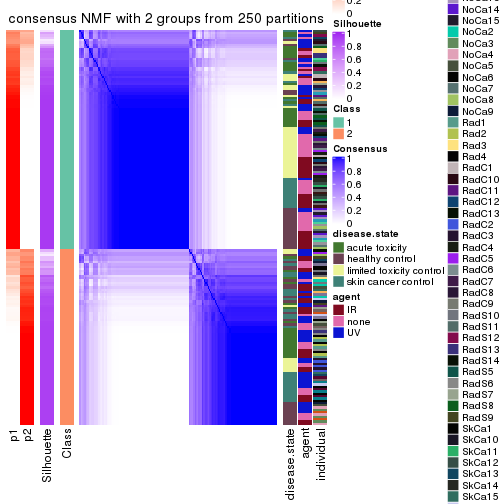 consensus NMF with 2 groups from 250 partitions
p1
p2
Silhouette
Class
disease.state
agent
individual
0.2
0
Silhouette
1
0.8
0.6
0.4
0.2
0
Class
1
2
Consensus
1
0.8
0.6
0.4
0.2
0
disease.state
acute toxicity
healthy control
limited toxicity control
skin cancer control
agent
IR
none
UV
NoCa14
NoCa15
NoCa2
NoCa3
NoCa4
NoCa5
NoCa6
NoCa7
NoCa8
NoCa9
Rad1
Rad2
Rad3
Rad4
RadC1
RadC10
RadC11
RadC12
RadC13
RadC2
RadC3
RadC4
RadC5
RadC6
RadC7
RadC8
RadC9
RadS10
RadS11
RadS12
RadS13
RadS14
RadS5
RadS6
RadS7
RadS8
RadS9
SkCa1
SkCa10
SkCa11
SkCa12
SkCa13
SkCa14
SkCa15